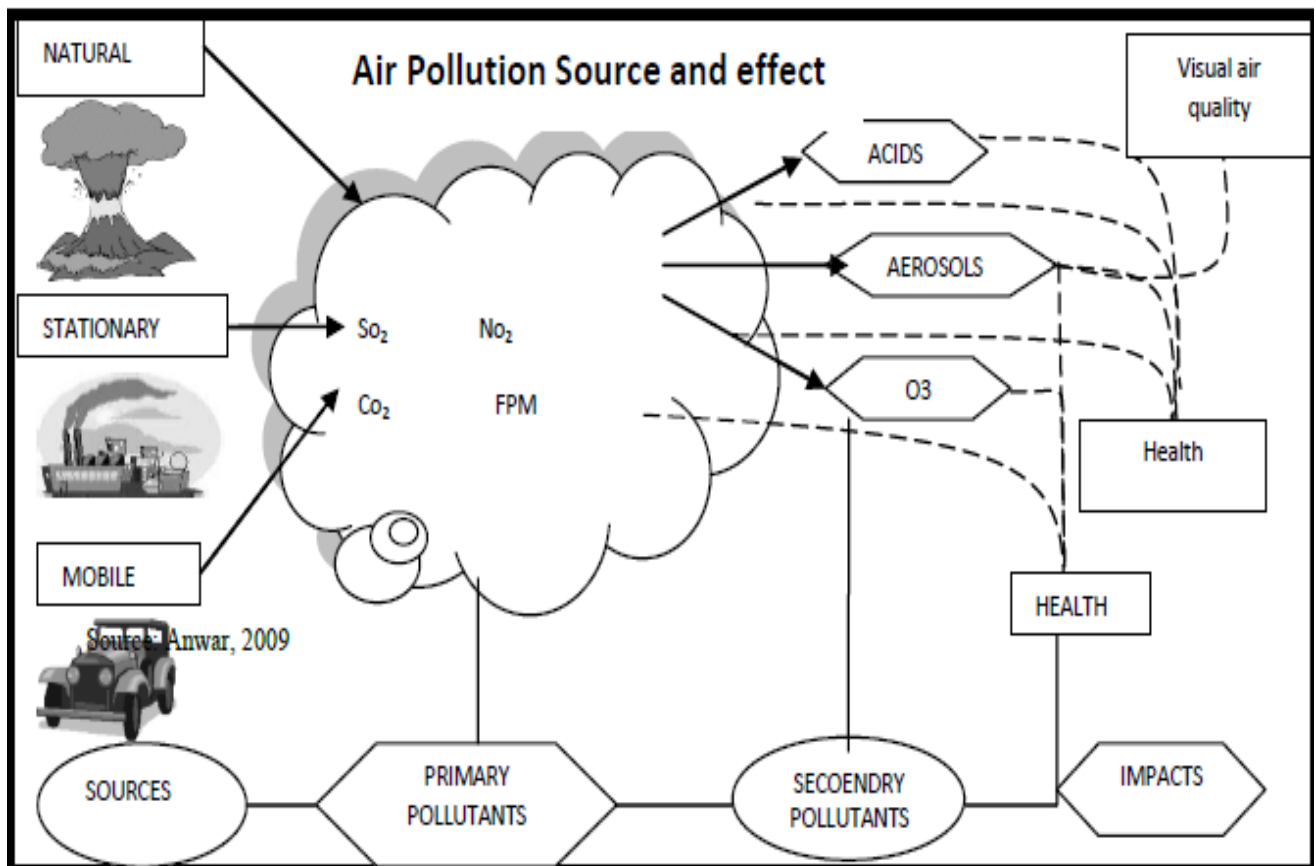 NATURAL
Air Pollution Source and effect
Visual air
quality
ACIDS
AEROSOLS
STATIONARY
So₂
No₂
O3
Co₂
FPM
Health
MOBILE
HEALTH
Source: Anwar, 2009
SOURCES
PRIMARY
POLLUTANTS
SECOENDRY
POLLUTANTS
IMPACTS